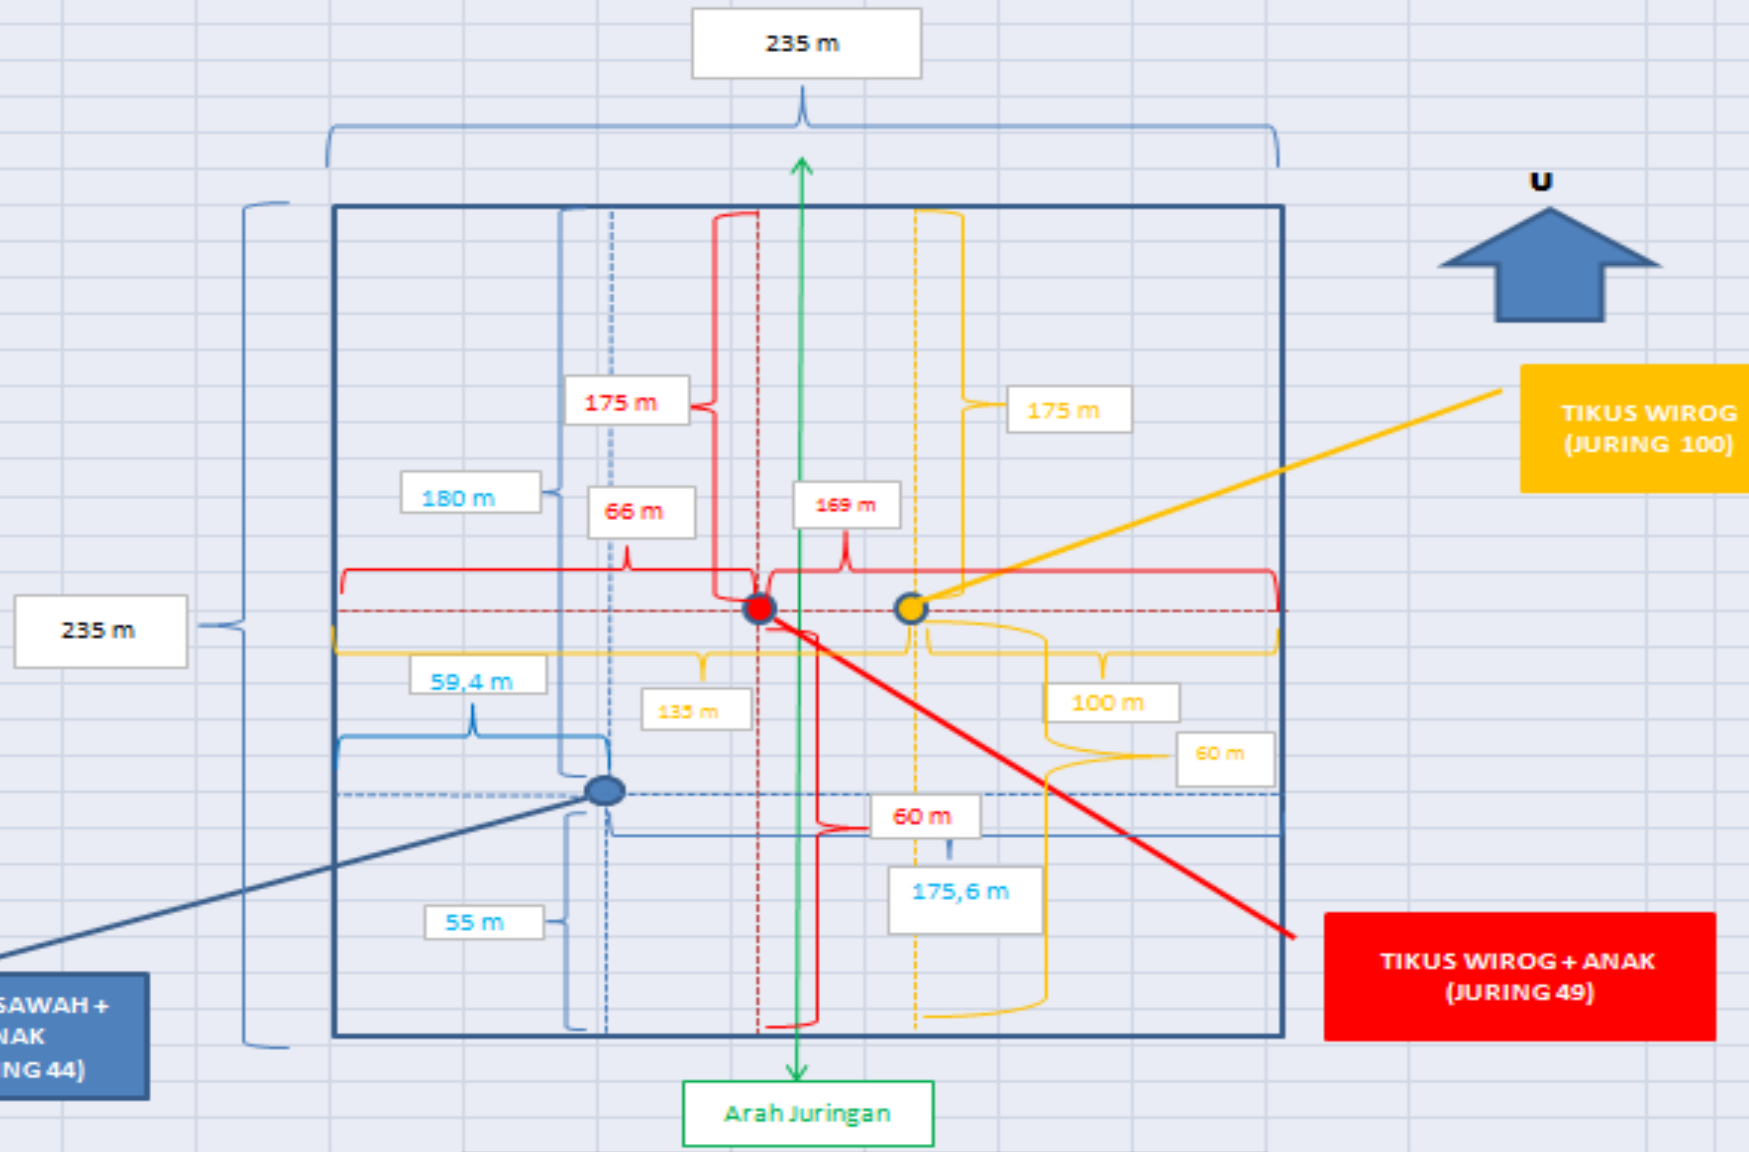 235 m
U
175 m
175 m
TIKUS WIROG
(JURING 100)
180 m
66 m
169 m
235 m
59,4 m
135 m
100 m
60 m
60 m
175,6 m
55 m
TIKUS WIROG + ANAK
(JURING 49)
SAWAH +
NAK
NG 44)
Arah Juringan